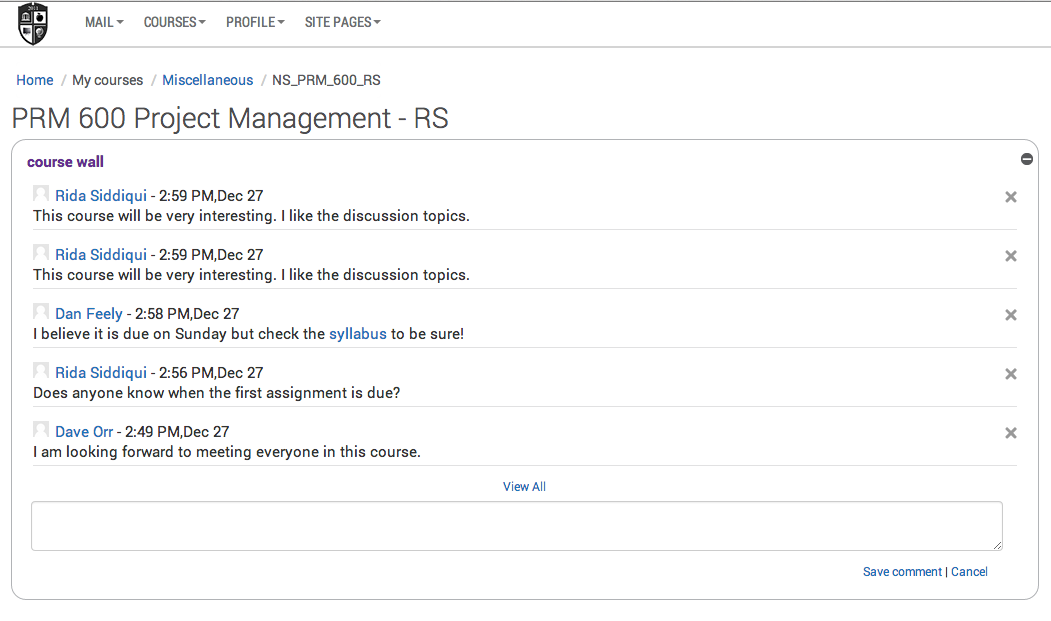 MAIL COURSES PROFILE SITE PAGES
Home / My courses / Miscellaneous / NS_PRM_600_RS
PRM 600 Project Management - RS
course wall
Rida Siddiqui - 2:59 PM,Dec 27
This course will be very interesting. I like the discussion topics.
Rida Siddiqui - 2:59 PM,Dec 27
This course will be very interesting. I like the discussion topics.
Dan Feely - 2:58 PM,Dec 27
I believe it is due on Sunday but check the syllabus to be sure!
Rida Siddiqui - 2:56 PM,Dec 27
Does anyone know when the first assignment is due?
Dave Orr - 2:49 PM,Dec 27
I am looking forward to meeting everyone in this course.
View All
Save comment | Cancel